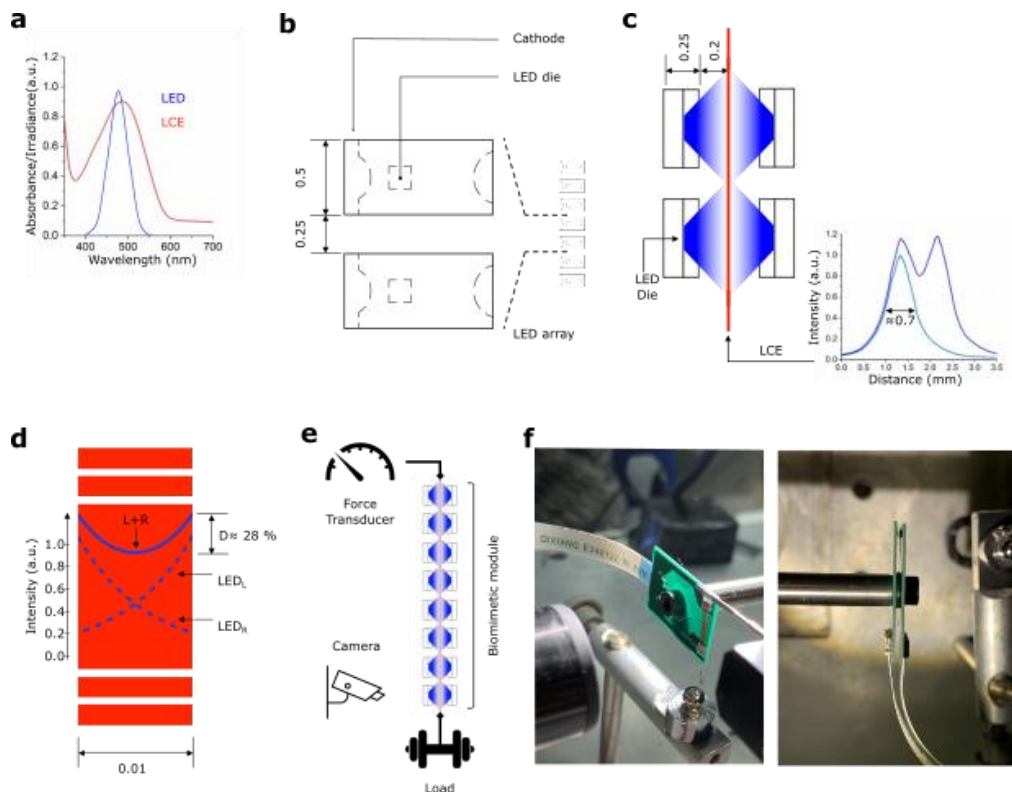 a
Absorbance/Irradiance(a.u.)
1.2
1.0
0.8
0.6
0.4
0.2
0.0
LED
LCE
400 500 600 700
Wavelength (nm)
b
Cathode
LED die
0.5
0.25
LED array
c
0.25
0.2
LED
Die
LCE
Intensity (a.u.)
1.2
1.0
0.8
0.6
0.4
0.2
0.0
≈0.7
0.0 0.5 1.0 1.5 2.0 2.5 3.0 3.5
Distance (mm)
d
Intensity (a.u.)
1.0
0.8
0.6
0.4
0.2
0.0
L+R
D≈ 28 %
LED_L
LED_R
0.01
e
Force
Transducer
Camera
Biomimetic module
Load
f